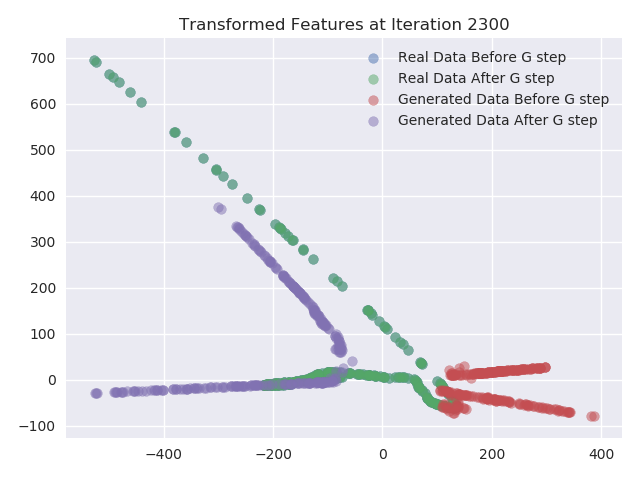 Transformed Features at Iteration 2300
Real Data Before G step
Real Data After G step
Generated Data Before G step
Generated Data After G step
700
600
500
400
300
200
100
0
−100
−400
−200
0
200
400